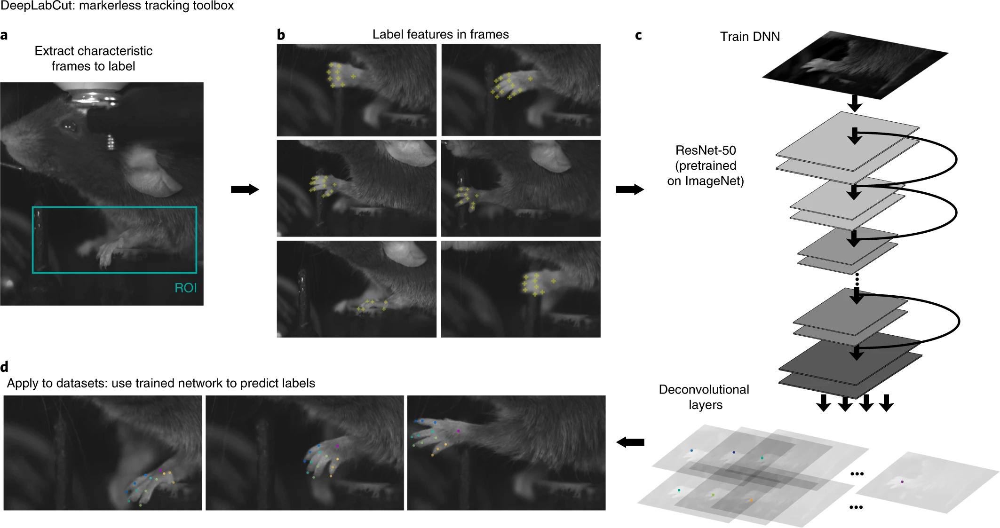 DeepLabCut: markerless tracking toolbox
a
Extract characteristic
frames to label
ROI
b
Label features in frames
c
Train DNN
ResNet-50
(pretrained
on ImageNet)
Deconvolutional
layers
d
Apply to datasets: use trained network to predict labels